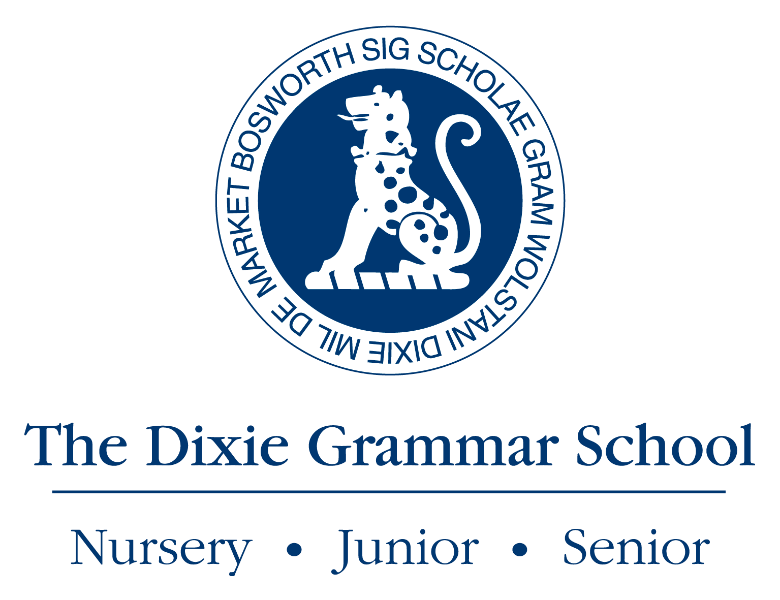 SIG SCHOLAE GRAM WOLSTANI DIXIE MIL DE MARKET BOSWORTH
The Dixie Grammar School
Nursery • Junior • Senior